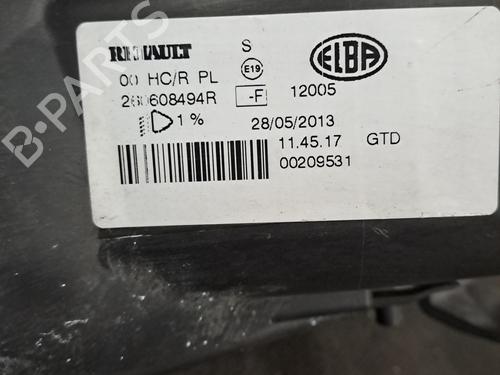 RENAULT S ELBA
00 HC/R PL E19
260608494R -F 12005
1 % 28/05/2013
11.45.17 GTD
00209531
B-PARTS